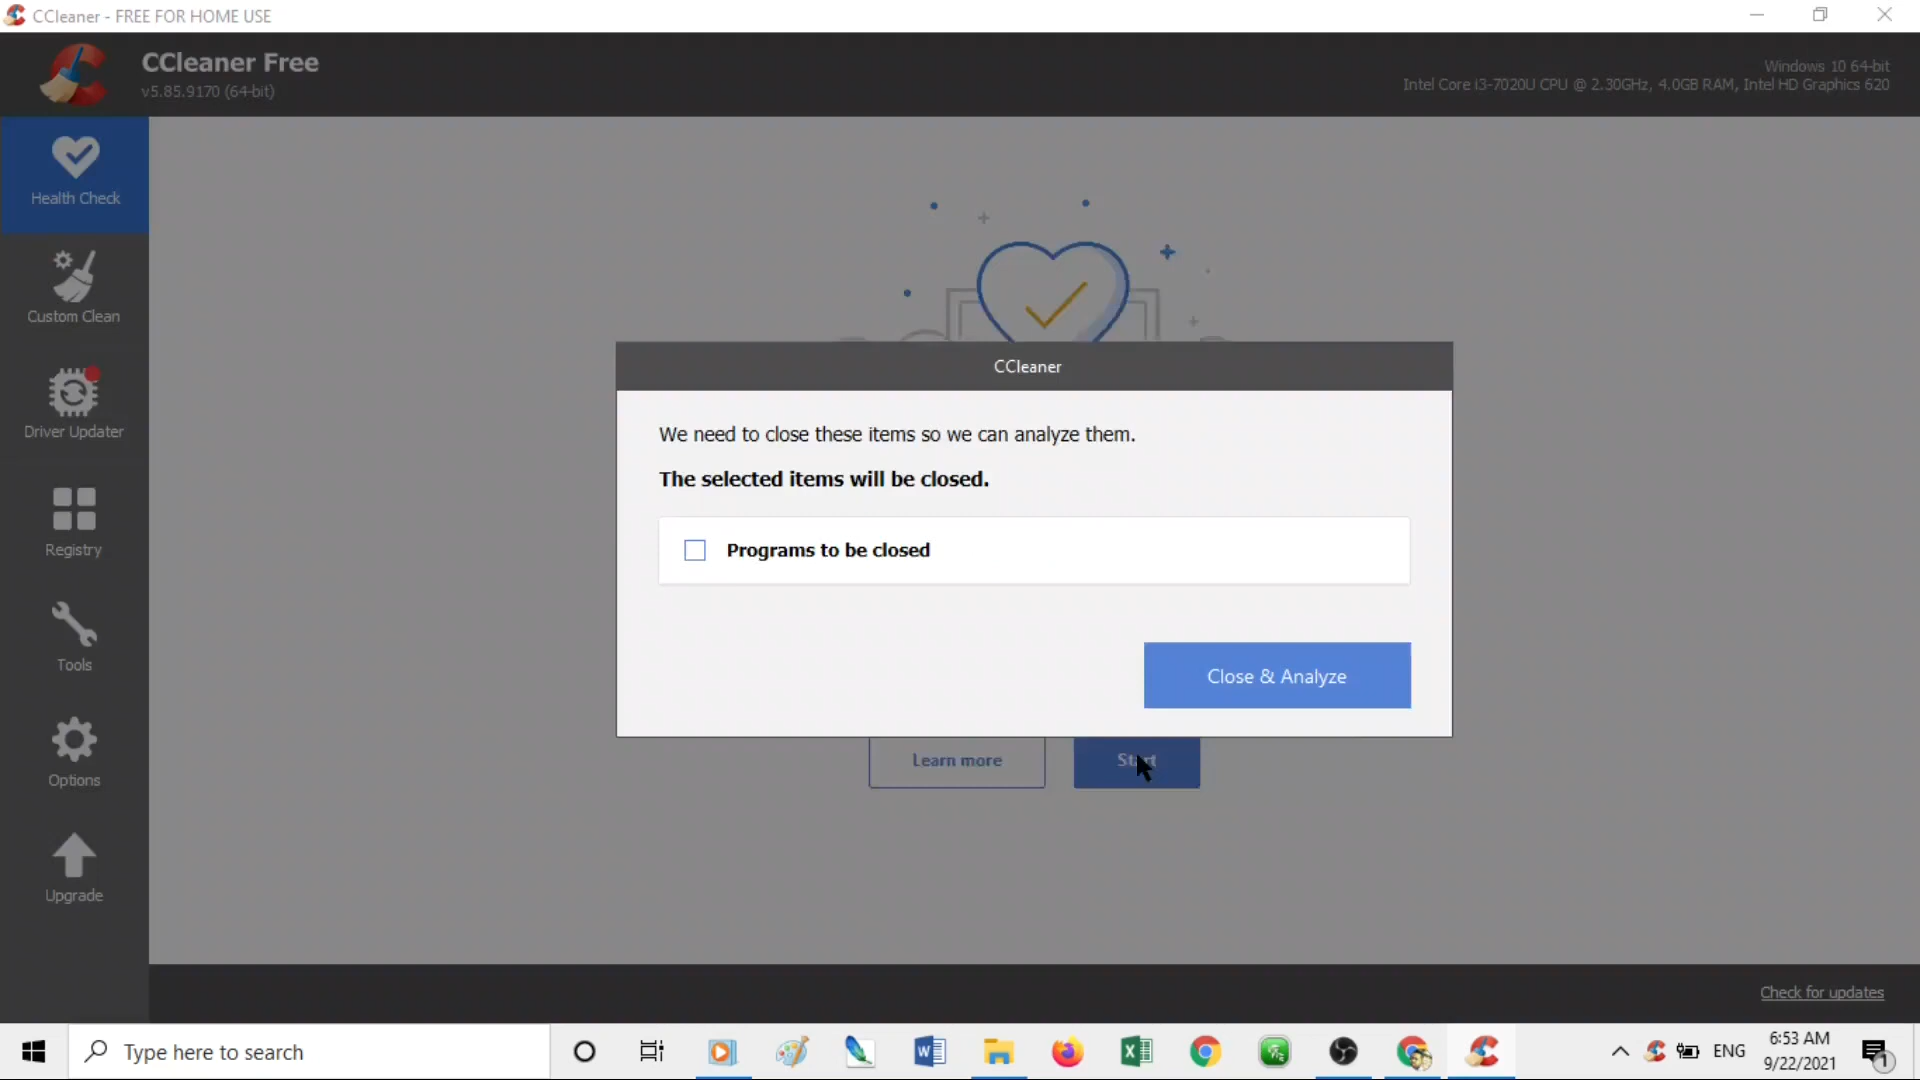 CCleaner - FREE FOR HOME USE
CCleaner Free
v5.85.9170 (64-bit)
Windows 10 64-bit
Intel Core i3-7020U CPU @ 2.30GHz, 4.0GB RAM, Intel HD Graphics 620
Health Check
Custom Clean
Driver Updater
Registry
Tools
Options
Upgrade
CCleaner
We need to close these items so we can analyze them.
The selected items will be closed.
Programs to be closed
Close & Analyze
Learn more
Start
Check for updates
Type here to search
ENG
6:53 AM
9/22/2021
1